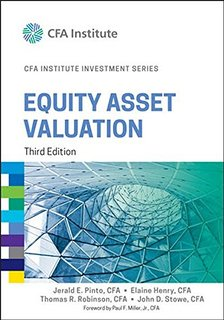 CFA Institute
CFA INSTITUTE INVESTMENT SERIES
EQUITY ASSET
VALUATION
Third Edition
Jerald E. Pinto, CFA • Elaine Henry, CFA
Thomas R. Robinson, CFA • John D. Stowe, CFA
Foreword by Paul F. Miller, Jr., CFA